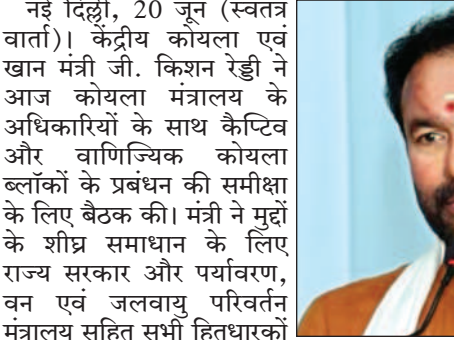 नई दिल्ली, 20 जून (स्वतंत्र
वार्ता)। केंद्रीय कोयला एवं
खान मंत्री जी. किशन रेड्डी ने
आज कोयला मंत्रालय के
अधिकारियों के साथ कैप्टिव
और वाणिज्यिक कोयला
ब्लॉकों के प्रबंधन की समीक्षा
के लिए बैठक की। मंत्री ने मुद्दों
के शीघ्र समाधान के लिए
राज्य सरकार और पर्यावरण,
वन एवं जलवायु परिवर्तन
मंत्रालय सहित सभी हितधारकों